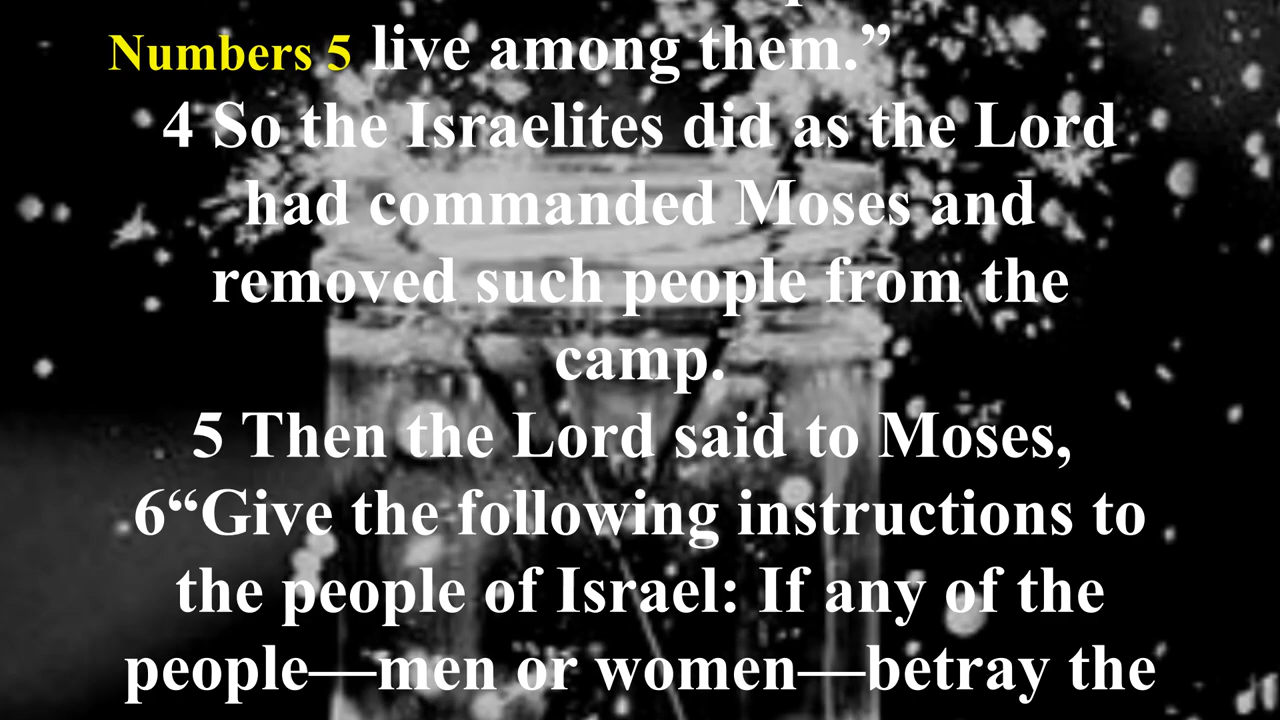 Numbers 5 live among them.”
4 So the Israelites did as the Lord
had commanded Moses and
removed such people from the
camp.
5 Then the Lord said to Moses,
6“Give the following instructions to
the people of Israel: If any of the
people—men or women—betray the